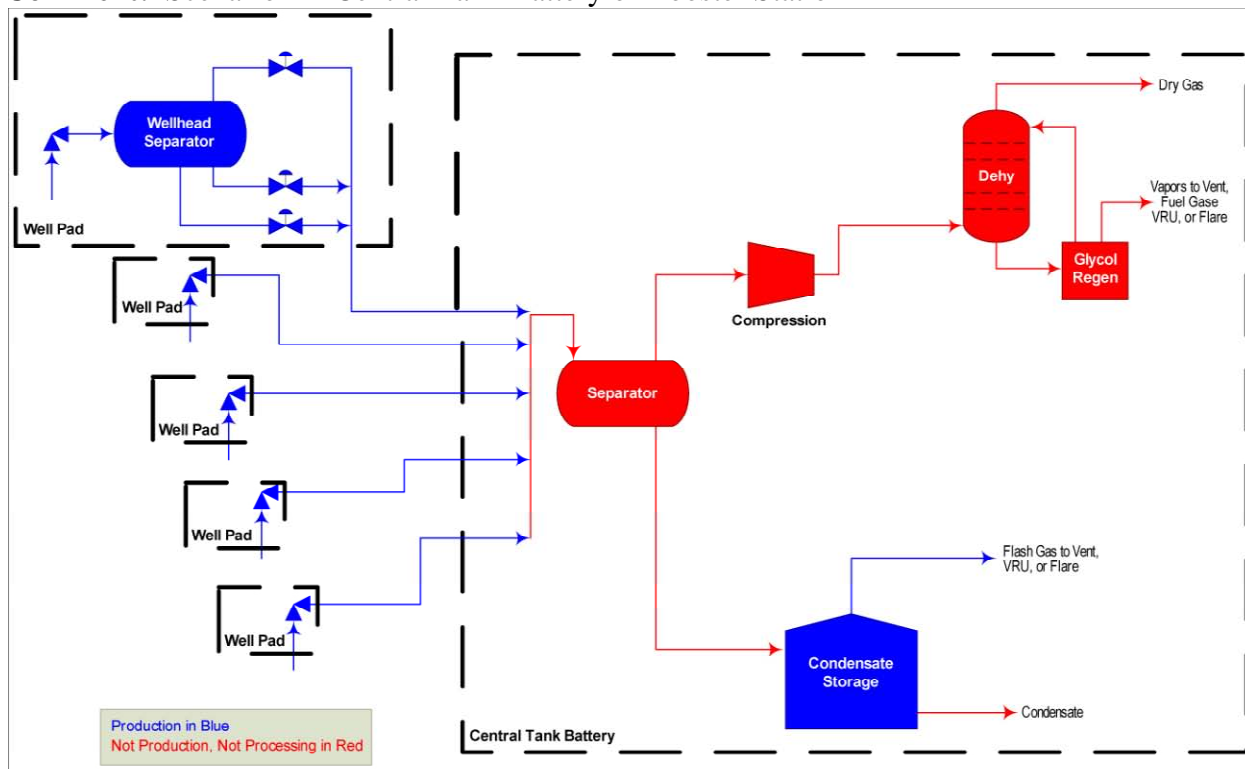 Wellhead
Separator
Well Pad
Well Pad
Well Pad
Well Pad
Well Pad
Dry Gas
Dehy
Vapors to Vent,
Fuel Gase
VRU, or Flare
Glycol
Regen
Compression
Separator
Flash Gas to Vent,
VRU, or Flare
Condensate
Storage
Condensate
Central Tank Battery
Production in Blue
Not Production, Not Processing in Red